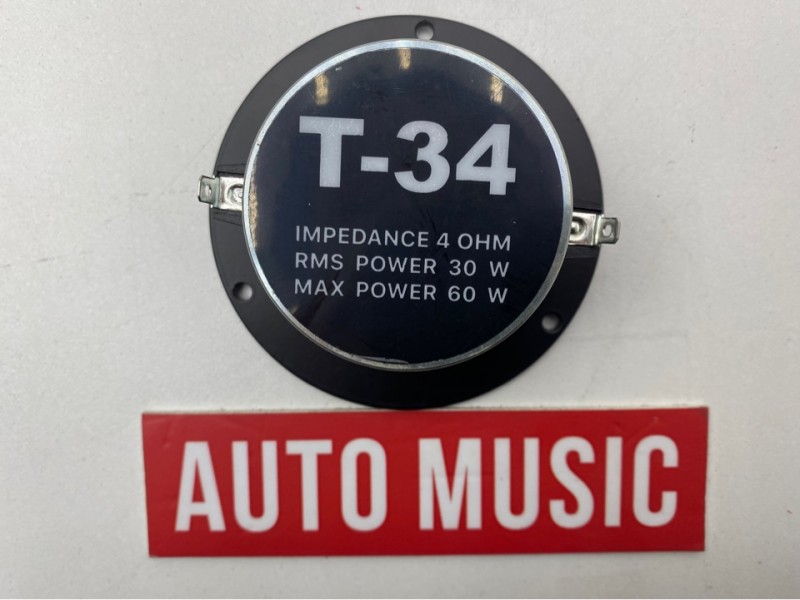 T-34
IMPEDANCE 4 OHM
RMS POWER 30 W
MAX POWER 60 W
AUTO MUSIC